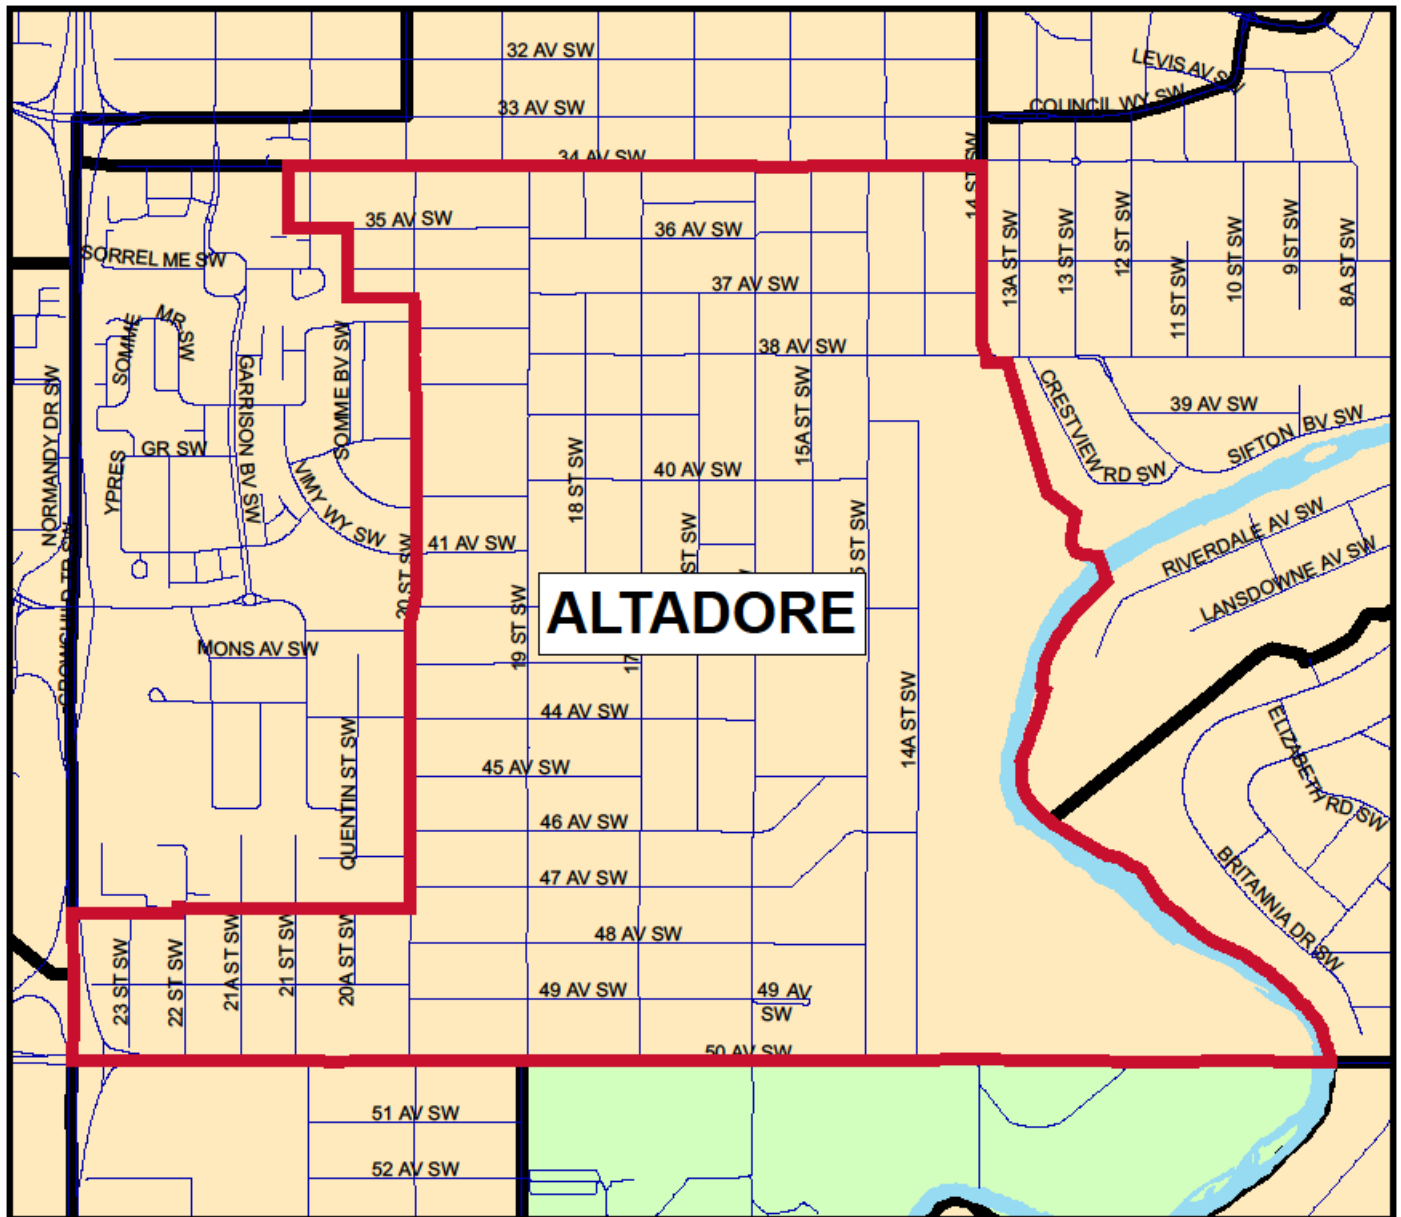 32 AV SW
LEVIS AV SW
33 AV SW
COUNCIL WY SW
34 AV SW
14 ST SW
35 AV SW
36 AV SW
13A ST SW
13 ST SW
12 ST SW
11 ST SW
10 ST SW
9 ST SW
8A ST SW
SORREL ME SW
37 AV SW
SOMME
MR SW
GARRISON BV SW
SOMME BV SW
38 AV SW
NORMANDY DR SW
15A ST SW
CRESTVIEW RD SW
39 AV SW
SIFTON BV SW
YPRES
GR SW
18 ST SW
40 AV SW
VIMY WY SW
41 AV SW
ST SW
ST SW
RIVERDALE AV SW
LANSDOWNE AV SW
20 ST SW
19 ST SW
ALTADORE
CROWCHILD TR SW
MONS AV SW
17
14A ST SW
44 AV SW
QUENTIN ST SW
45 AV SW
ELIZABETH RD SW
46 AV SW
BRITANNIA DR SW
47 AV SW
48 AV SW
23 ST SW
22 ST SW
21A ST SW
21 ST SW
20A ST SW
49 AV SW
49 AV
SW
50 AV SW
51 AV SW
52 AV SW